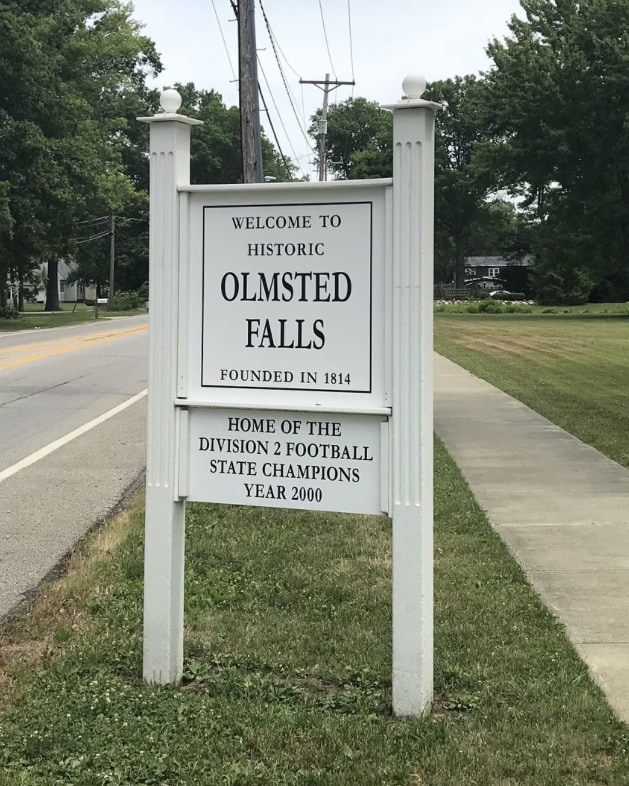 WELCOME TO
HISTORIC
OLMSTED
FALLS
FOUNDED IN 1814
HOME OF THE
DIVISION 2 FOOTBALL
STATE CHAMPIONS
YEAR 2000